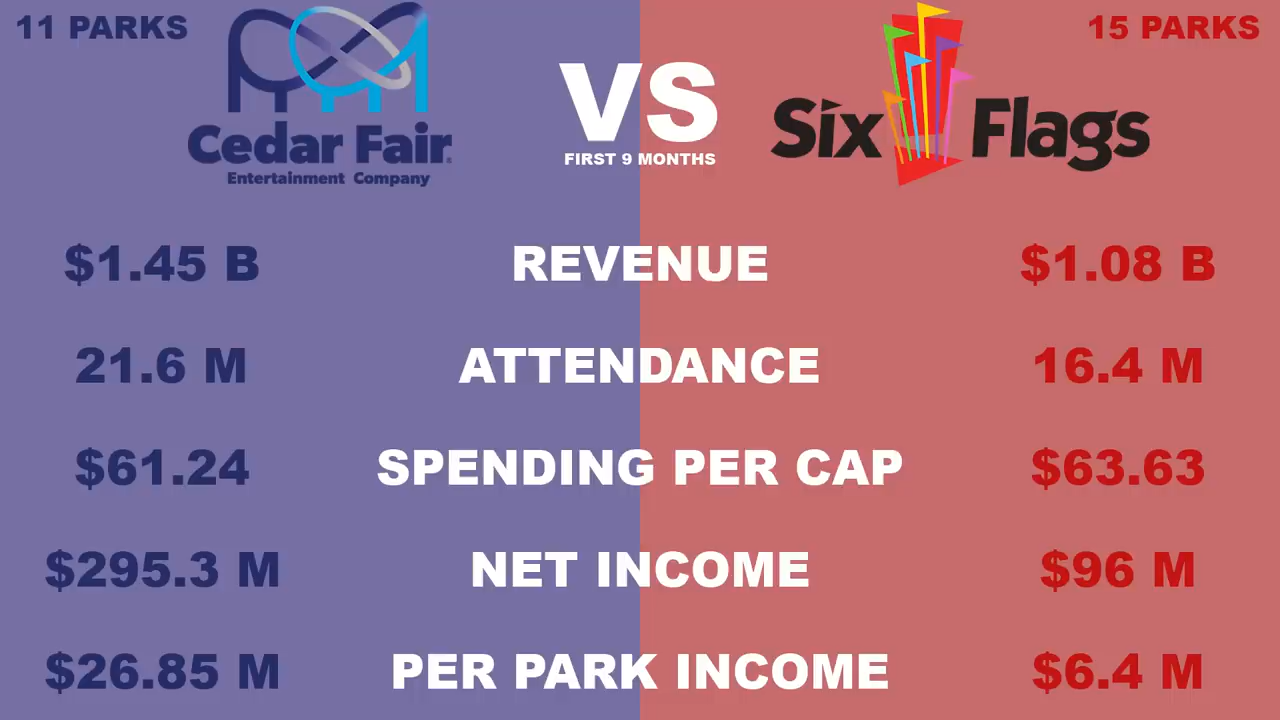 11 PARKS
15 PARKS
Cedar Fair
Entertainment Company
VS
FIRST 9 MONTHS
Six Flags
$1.45 B REVENUE $1.08 B
21.6 M ATTENDANCE 16.4 M
$61.24 SPENDING PER CAP $63.63
$295.3 M NET INCOME $96 M
$26.85 M PER PARK INCOME $6.4 M